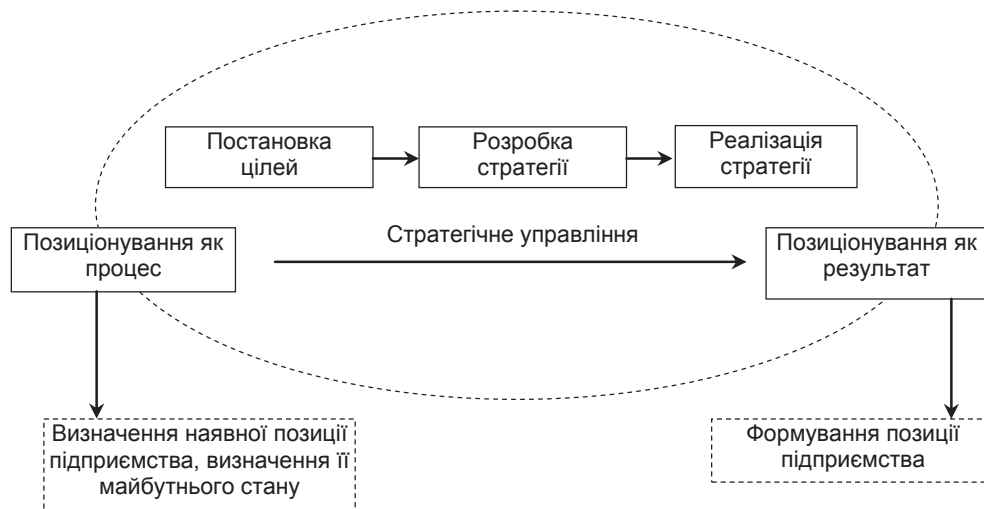 Постановка
цілей
Розробка
стратегії
Реалізація
стратегії
Позиціонування як
процес
Стратегічне управління
Позиціонування як
результат
Визначення наявної позиції
підприємства, визначення її
майбутнього стану
Формування позиції
підприємства